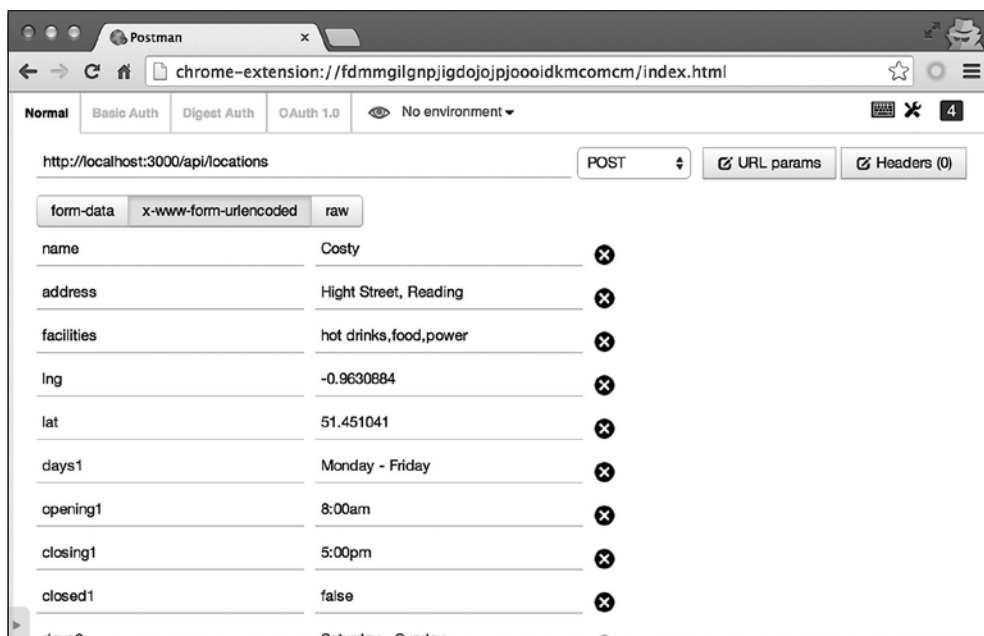 Postman ×
chrome-extension://fdmmgilgnpjigdojojpjoooidkmcomcm/index.html
Normal Basic Auth Digest Auth OAuth 1.0 No environment 4
http://localhost:3000/api/locations POST URL params Headers (0)
form-data x-www-form-urlencoded raw
name Costy
address Hight Street, Reading
facilities hot drinks,food,power
lng -0.9630884
lat 51.451041
days1 Monday - Friday
opening1 8:00am
closing1 5:00pm
closed1 false